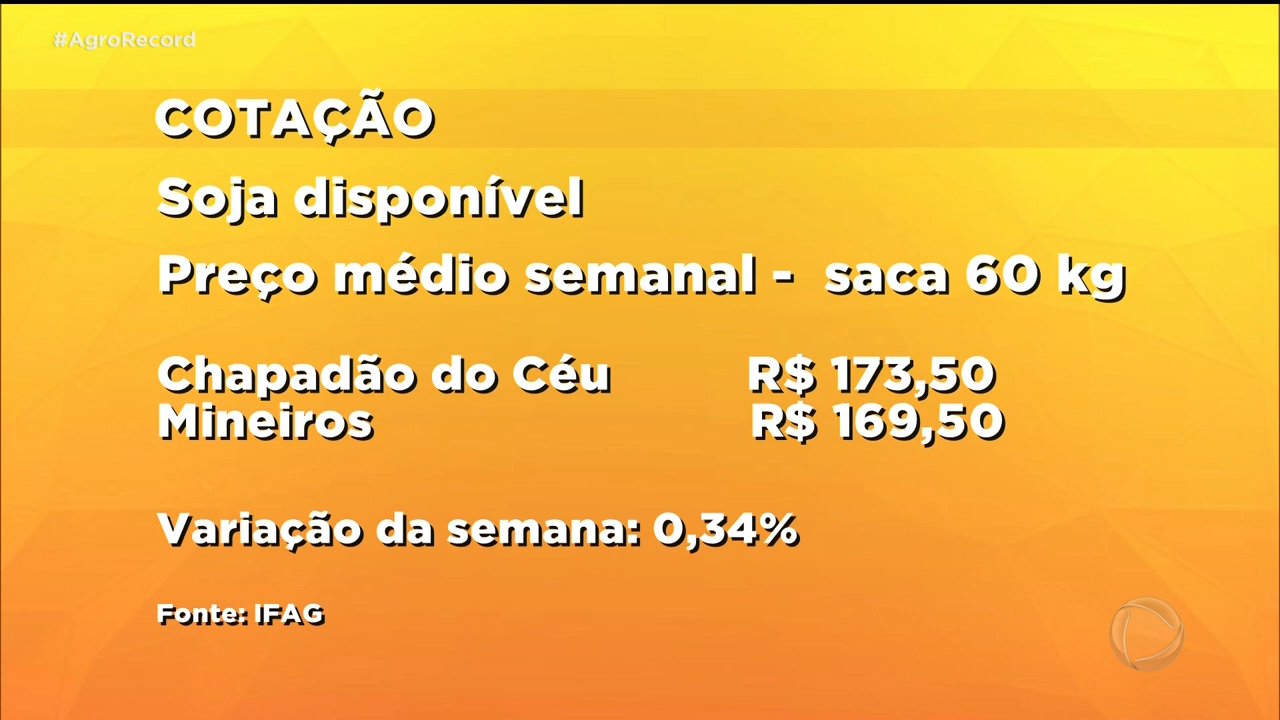 #AgroRecord
COTAÇÃO
Soja disponível
Preço médio semanal - saca 60 kg
Chapadão do Céu R$ 173,50
Mineiros R$ 169,50
Variação da semana: 0,34%
Fonte: IFAG